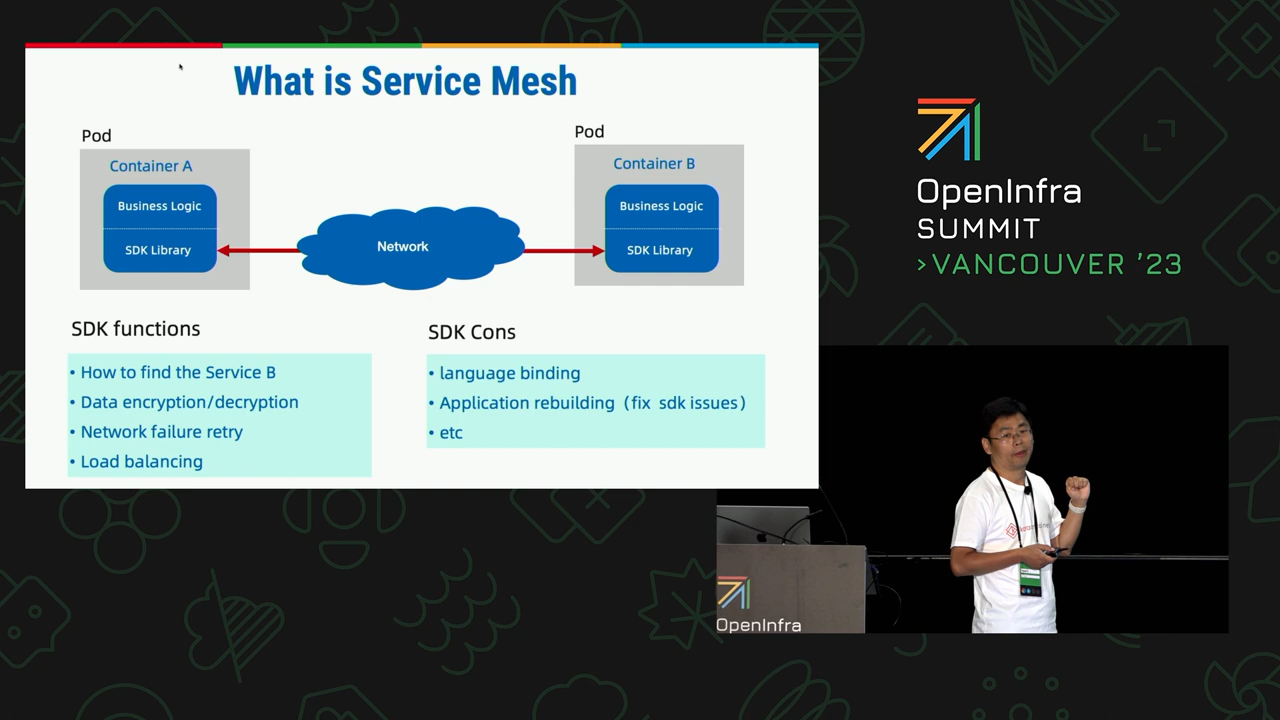 What is Service Mesh
Pod
Container A
Business Logic
SDK Library
Network
Pod
Container B
Business Logic
SDK Library
SDK functions
• How to find the Service B
• Data encryption/decryption
• Network failure retry
• Load balancing
SDK Cons
• language binding
• Application rebuilding（fix sdk issues）
• etc
OpenInfra
SUMMIT
>VANCOUVER '23
OpenInfra